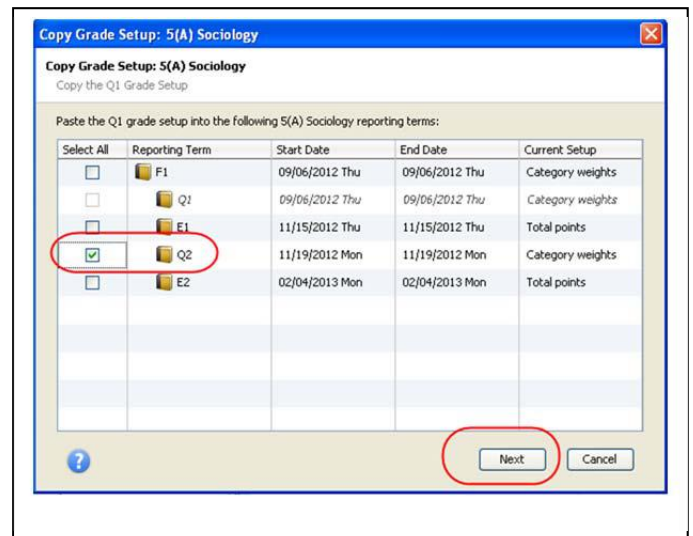 Copy Grade Setup: 5(A) Sociology
Copy Grade Setup: 5(A) Sociology
Copy the Q1 Grade Setup
Paste the Q1 grade setup into the following 5(A) Sociology reporting terms:
Select All Reporting Term Start Date End Date Current Setup
F1 09/06/2012 Thu 09/06/2012 Thu Category weights
Q1 09/06/2012 Thu 09/06/2012 Thu Category weights
E1 11/15/2012 Thu 11/15/2012 Thu Total points
Q2 11/19/2012 Mon 11/19/2012 Mon Category weights
E2 02/04/2013 Mon 02/04/2013 Mon Total points
? Next Cancel